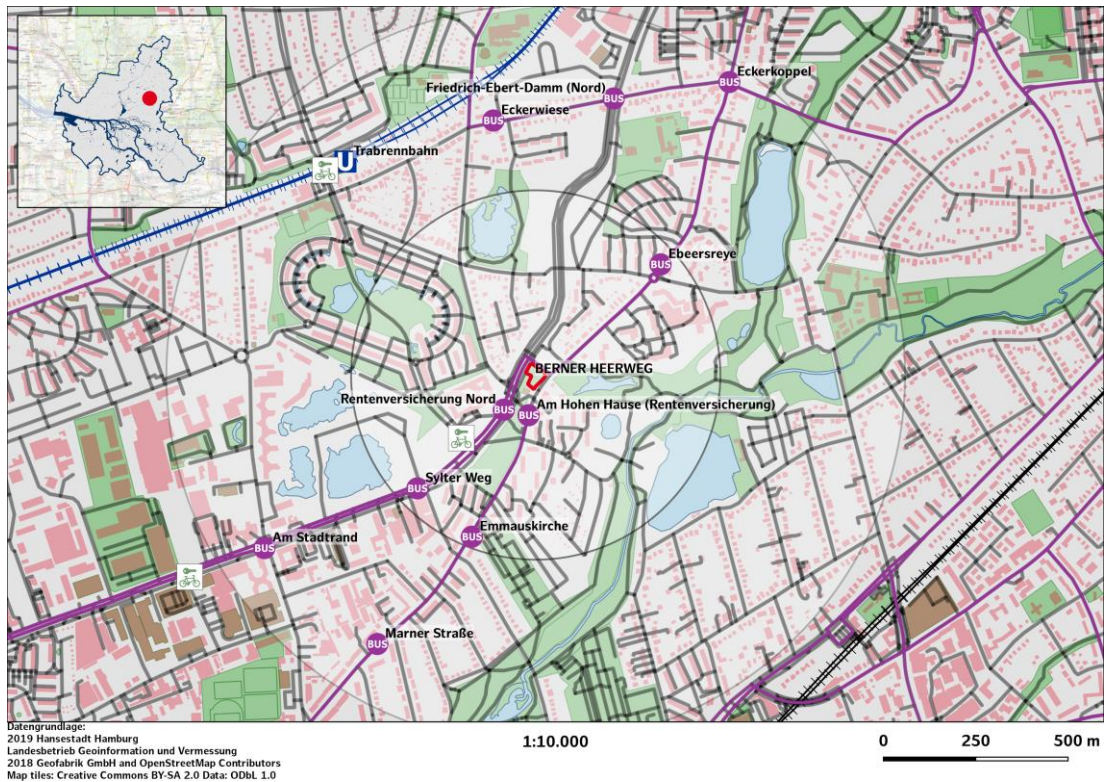 Eckerkoppel
BUS
Friedrich-Ebert-Damm (Nord)
BUS
Eckerwiese
BUS
Trabrennbahn
U
Ebeersreye
BUS
BERNER HEERWEG
Rentenversicherung Nord
BUS
Am Hohen Hause (Rentenversicherung)
BUS
Sylter Weg
BUS
Emmauskirche
BUS
Am Stadtrand
BUS
Marner Straße
BUS
Datengrundlage:
2019 Hansestadt Hamburg
Landesbetrieb Geoinformation und Vermessung
2018 Geofabrik GmbH and OpenStreetMap Contributors
Map tiles: Creative Commons BY-SA 2.0 Data: ODbL 1.0
1:10.000
0 250 500 m